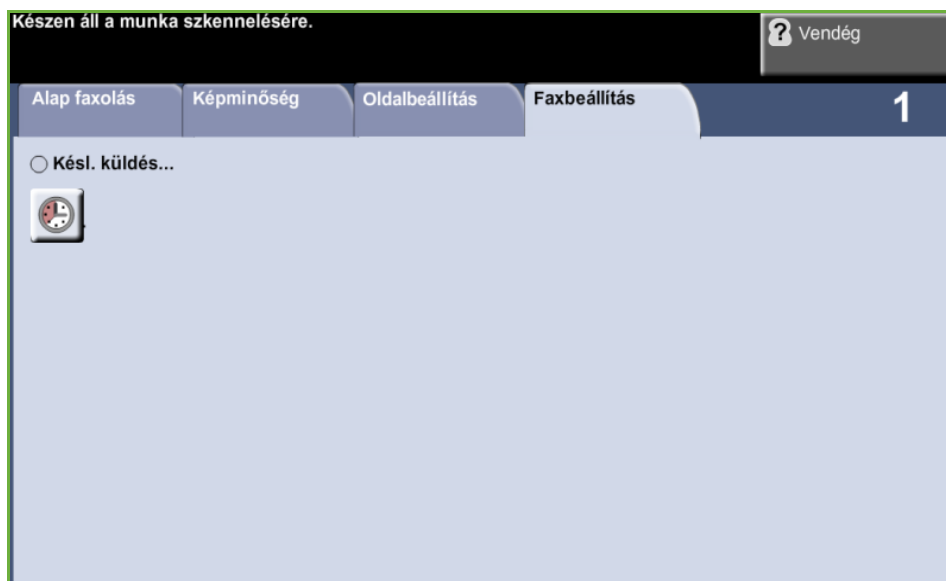 Készen áll a munka szkennelésére.
? Vendég
Alap faxolás
Képminőség
Oldalbeállítás
Faxbeállítás
1
Késl. küldés...